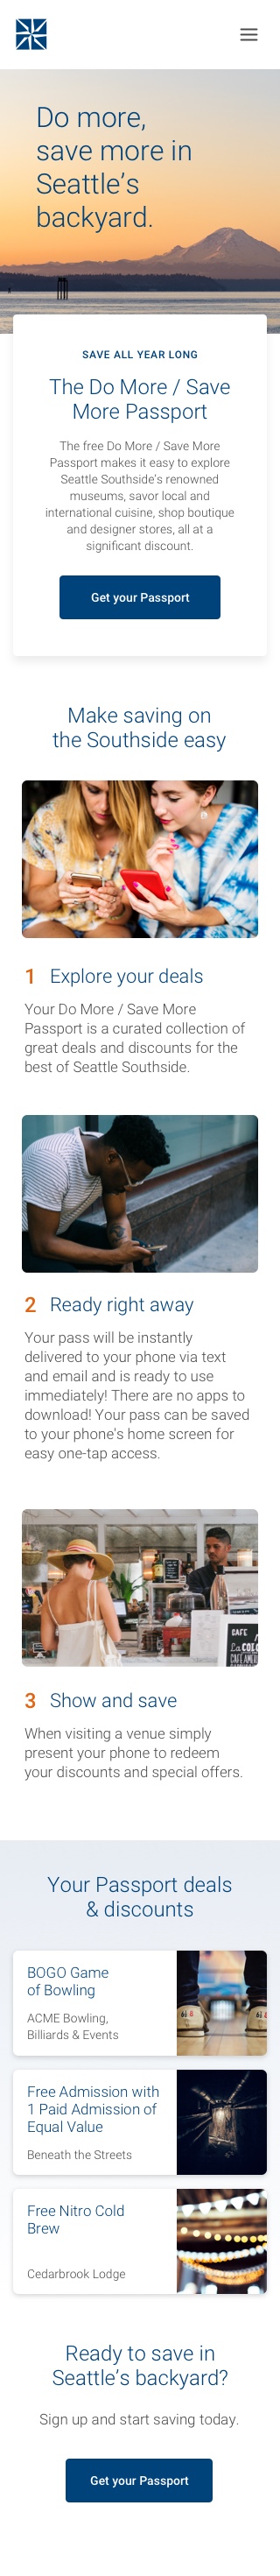 Do more,
save more in
Seattle’s
backyard.
SAVE ALL YEAR LONG
The Do More / Save
More Passport
The free Do More / Save More
Passport makes it easy to explore
Seattle Southside's renowned
museums, savor local and
international cuisine, shop boutique
and designer stores, all at a
significant discount.
Get your Passport
Make saving on
the Southside easy
1 Explore your deals
Your Do More / Save More
Passport is a curated collection of
great deals and discounts for the
best of Seattle Southside.
2 Ready right away
Your pass will be instantly
delivered to your phone via text
and email and is ready to use
immediately! There are no apps to
download! Your pass can be saved
to your phone's home screen for
easy one-tap access.
CAFE
3 Show and save
When visiting a venue simply
present your phone to redeem
your discounts and special offers.
Your Passport deals
& discounts
BOGO Game
of Bowling
ACME Bowling,
Billiards & Events
Free Admission with
1 Paid Admission of
Equal Value
Beneath the Streets
Free Nitro Cold
Brew
Cedarbrook Lodge
Ready to save in
Seattle’s backyard?
Sign up and start saving today.
Get your Passport